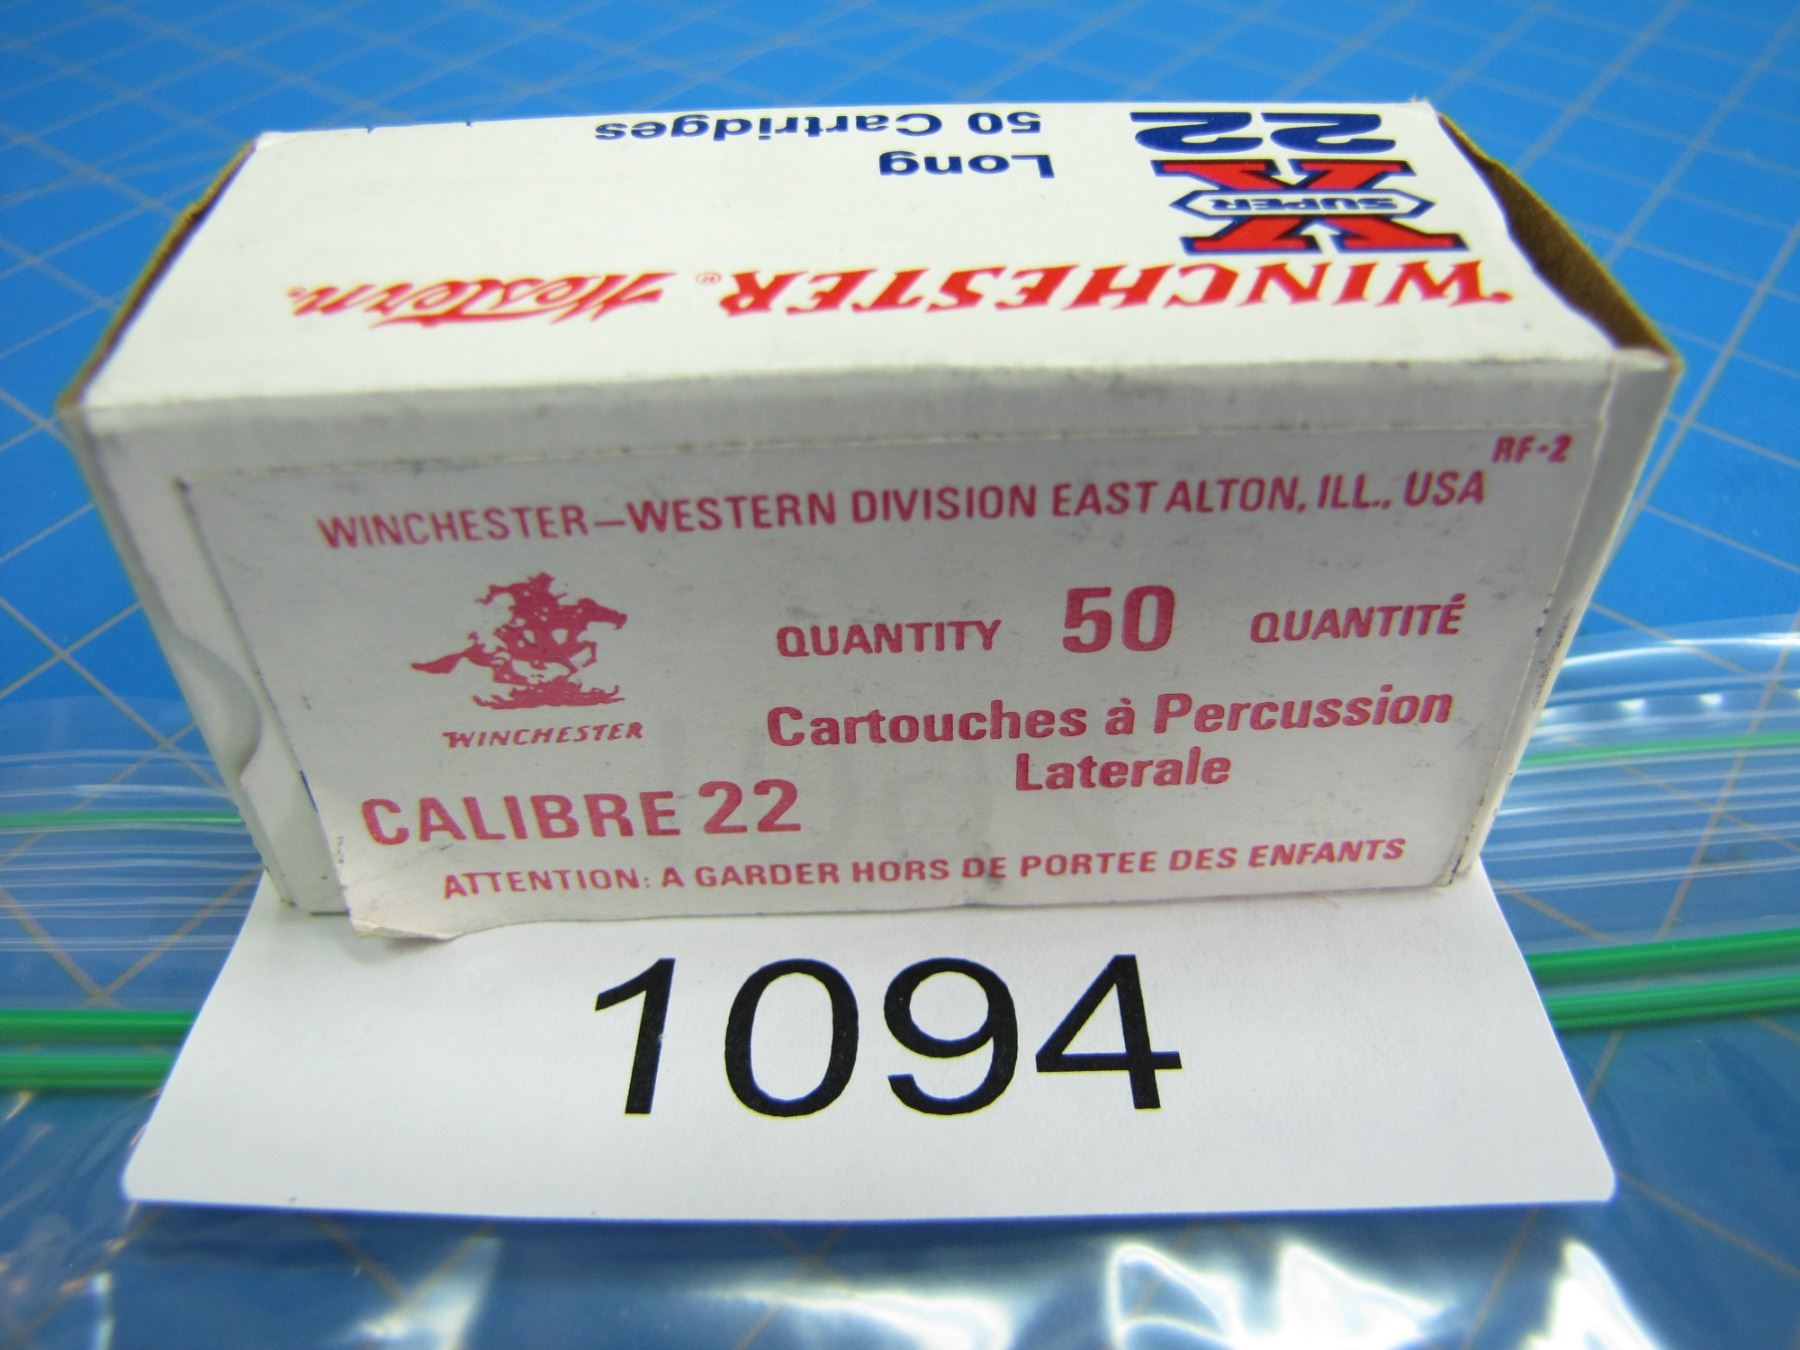 50 Cartridges
Long
22
SUPER
X
WINCHESTER® Western.
RF-2
WINCHESTER–WESTERN DIVISION EAST ALTON, ILL., USA
QUANTITY 50 QUANTITÉ
Cartouches à Percussion
Laterale
WINCHESTER
CALIBRE 22
ATTENTION: A GARDER HORS DE PORTEE DES ENFANTS
1094